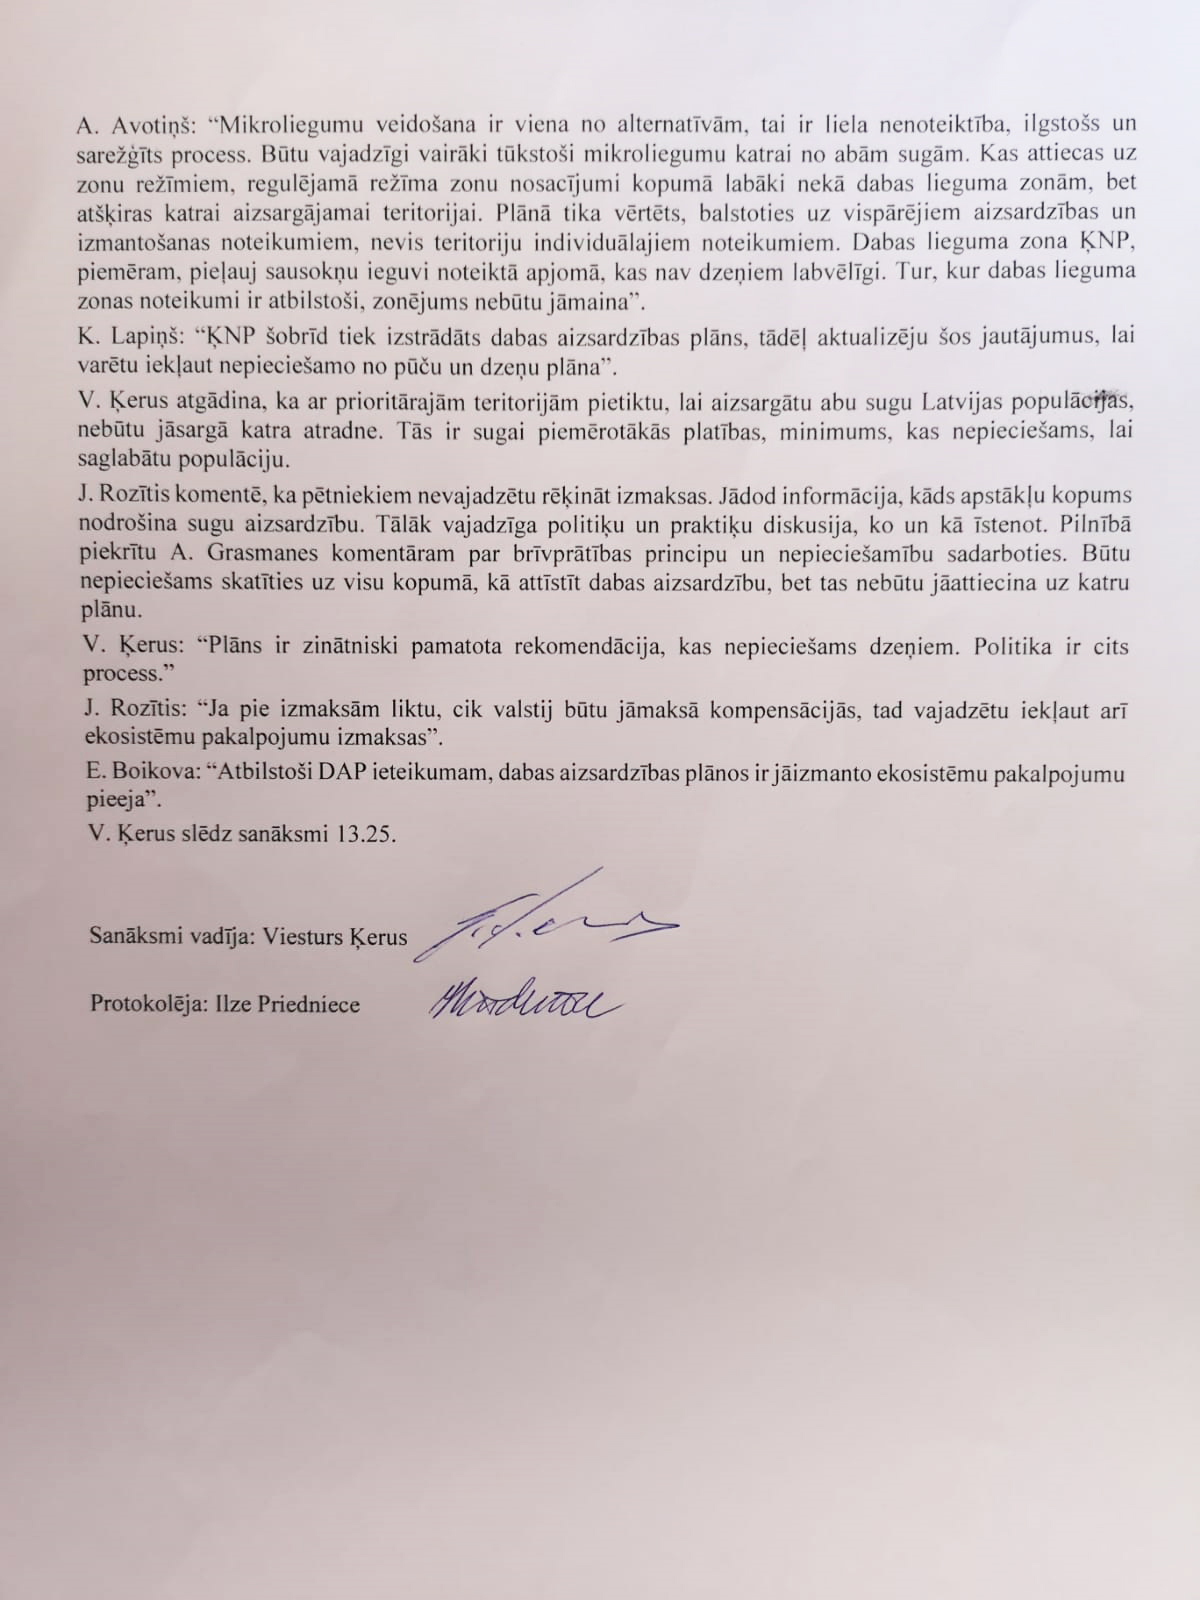 A. Avotiņš: “Mikroliegumu veidošana ir viena no alternatīvām, tai ir liela nenoteiktība, ilgstošs un
sarežģīts process. Būtu vajadzīgi vairāki tūkstoši mikroliegumu katrai no abām sugām. Kas attiecas uz
zonu režīmiem, regulējamā režīma zonu nosacījumi kopumā labāki nekā dabas lieguma zonām, bet
atšķiras katrai aizsargājamai teritorijai. Plānā tika vērtēts, balstoties uz vispārējiem aizsardzības un
izmantošanas noteikumiem, nevis teritoriju individuālajiem noteikumiem. Dabas lieguma zona ĶNP,
piemēram, pieļauj sausokņu ieguvi noteiktā apjomā, kas nav dzeņiem labvēlīgi. Tur, kur dabas lieguma
zonas noteikumi ir atbilstoši, zonējums nebūtu jāmaina”.
K. Lapiņš: “ĶNP šobrīd tiek izstrādāts dabas aizsardzības plāns, tādēļ aktualizēju šos jautājumus, lai
varētu iekļaut nepieciešamo no pūču un dzeņu plāna”.
V. Ķerus atgādina, ka ar prioritārajām teritorijām pietiktu, lai aizsargātu abu sugu Latvijas populācijas,
nebūtu jāsargā katra atradne. Tās ir sugai piemērotākās platības, minimums, kas nepieciešams, lai
saglabātu populāciju.
J. Rozītis komentē, ka pētniekiem nevajadzētu rēķināt izmaksas. Jādod informācija, kāds apstākļu kopums
nodrošina sugu aizsardzību. Tālāk vajadzīga politiķu un praktiķu diskusija, ko un kā īstenot. Pilnībā
piekrītu A. Grasmanes komentāram par brīvprātības principu un nepieciešamību sadarboties. Būtu
nepieciešams skatīties uz visu kopumā, kā attīstīt dabas aizsardzību, bet tas nebūtu jāattiecina uz katru
plānu.
V. Ķerus: “Plāns ir zinātniski pamatota rekomendācija, kas nepieciešams dzeņiem. Politika ir cits
process.”
J. Rozītis: “Ja pie izmaksām liktu, cik valstij būtu jāmaksā kompensācijās, tad vajadzētu iekļaut arī
ekosistēmu pakalpojumu izmaksas”.
E. Boikova: “Atbilstoši DAP ieteikumam, dabas aizsardzības plānos ir jāizmanto ekosistēmu pakalpojumu
pieeja”.
V. Ķerus slēdz sanāksmi 13.25.
Sanāksmi vadīja: Viesturs Ķerus
Protokolēja: Ilze Priedniece